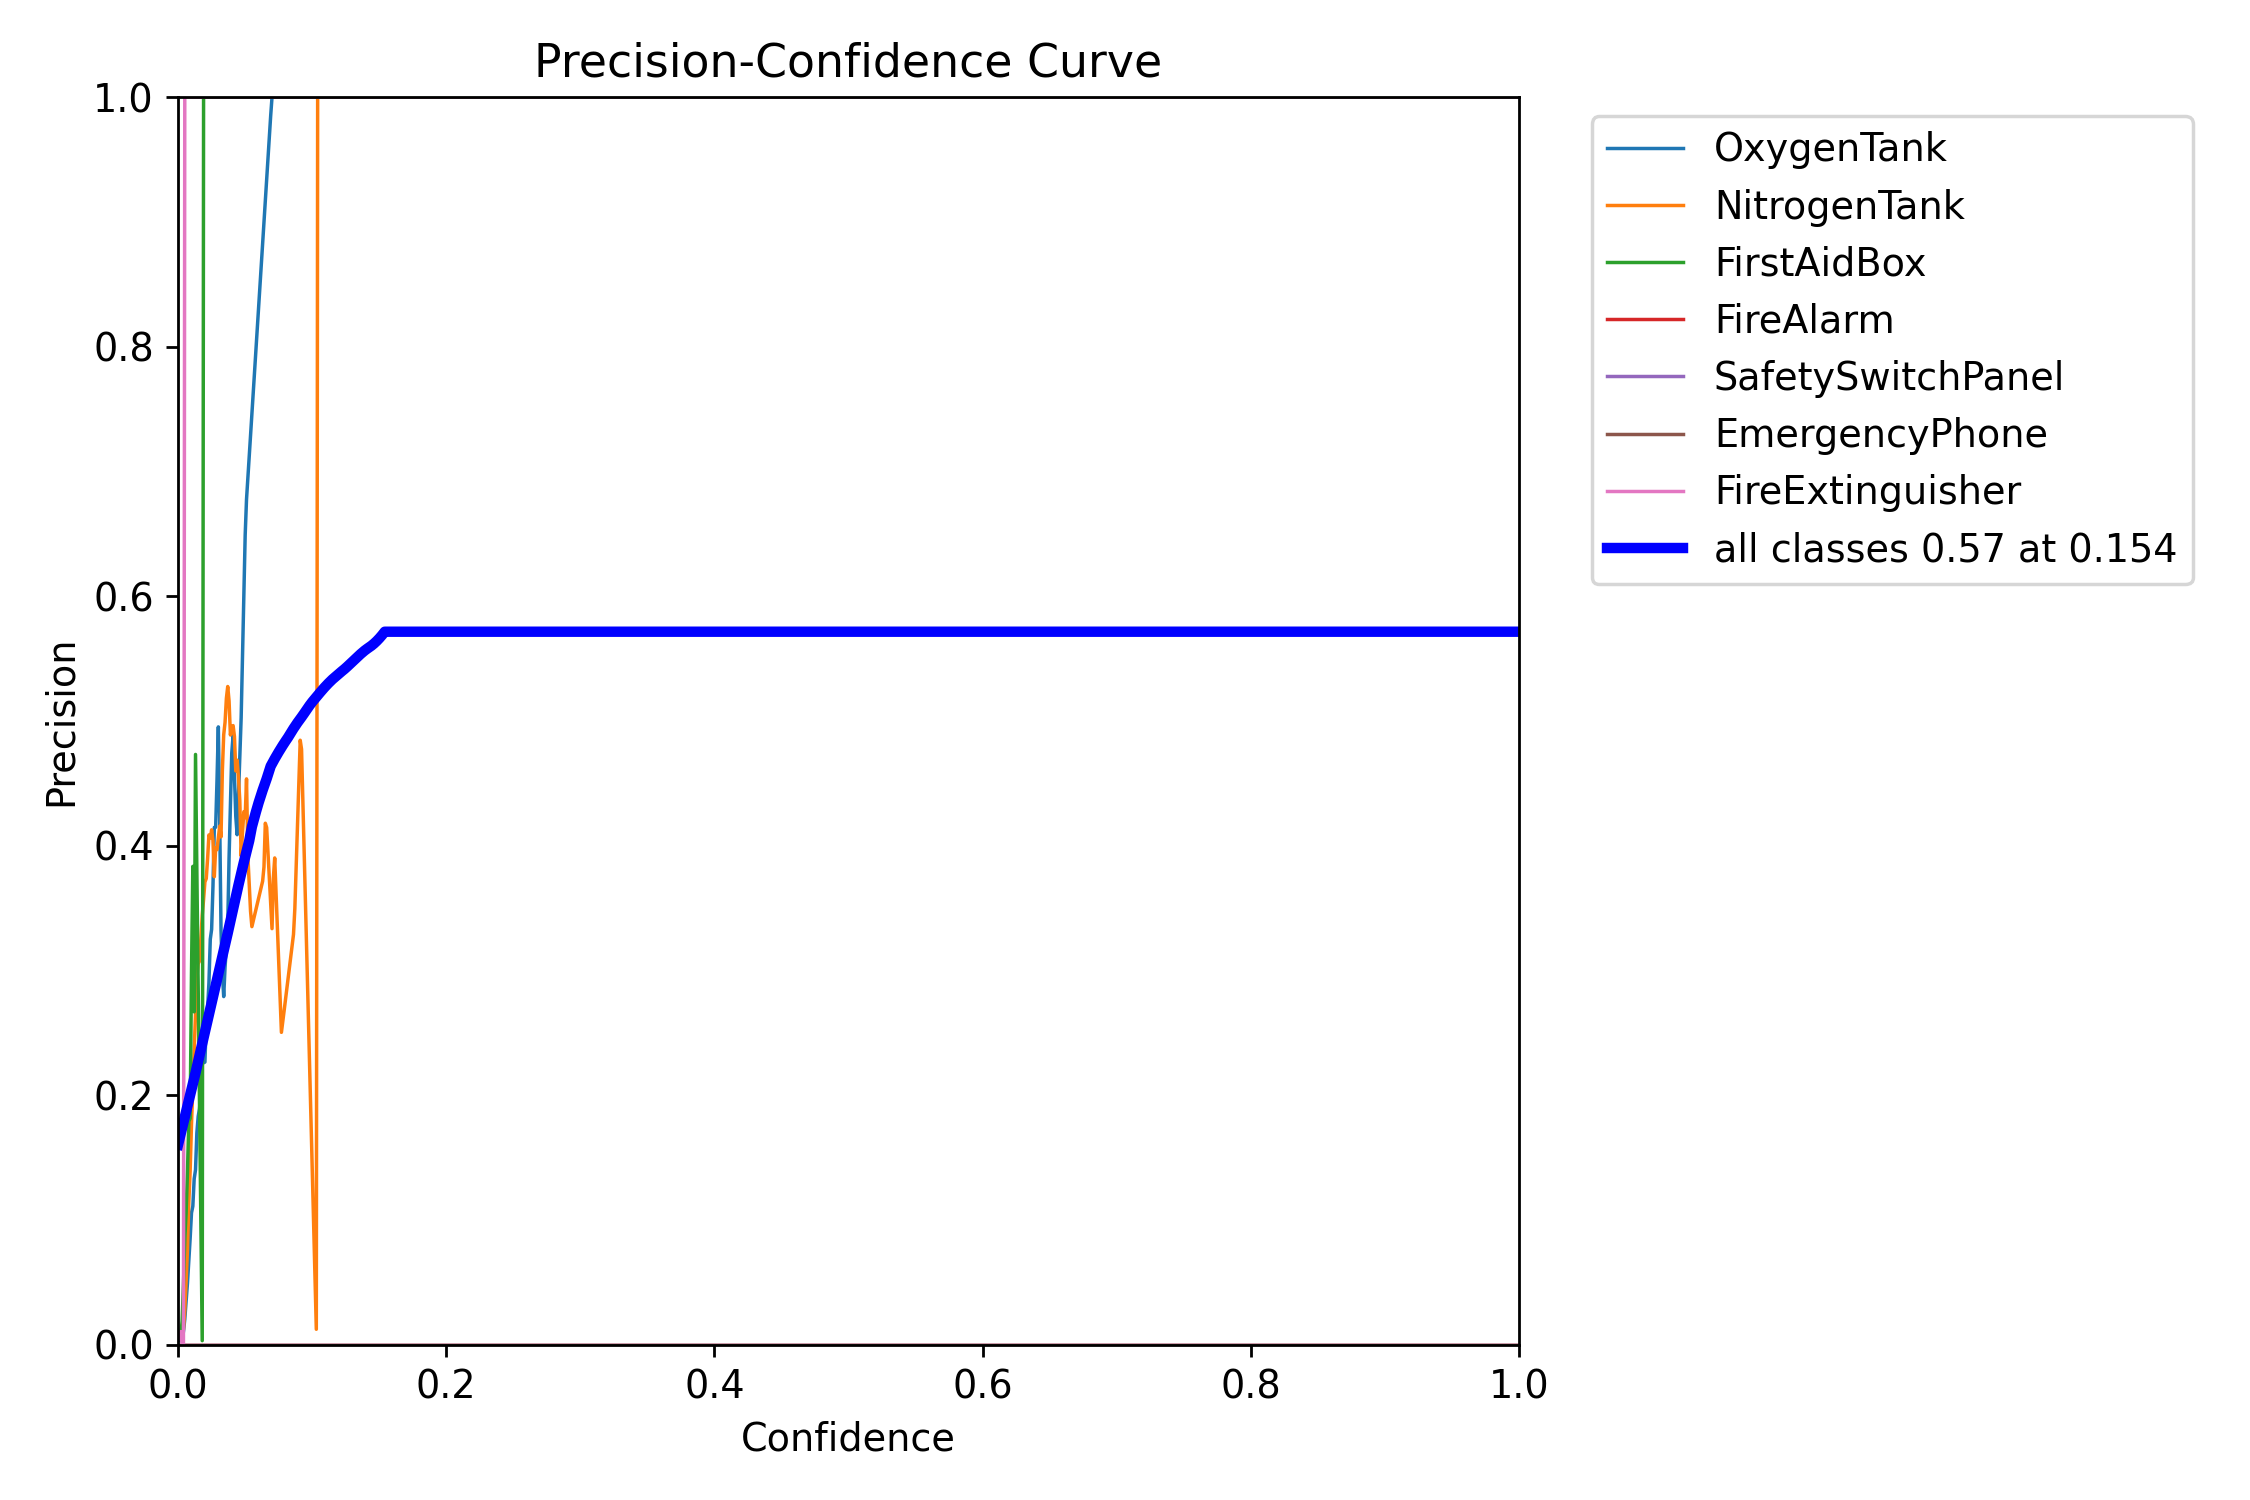 Precision-Confidence Curve
1.0
0.8
0.6
0.4
0.2
0.0
Precision
0.0 0.2 0.4 0.6 0.8 1.0
Confidence
OxygenTank
NitrogenTank
FirstAidBox
FireAlarm
SafetySwitchPanel
EmergencyPhone
FireExtinguisher
all classes 0.57 at 0.154